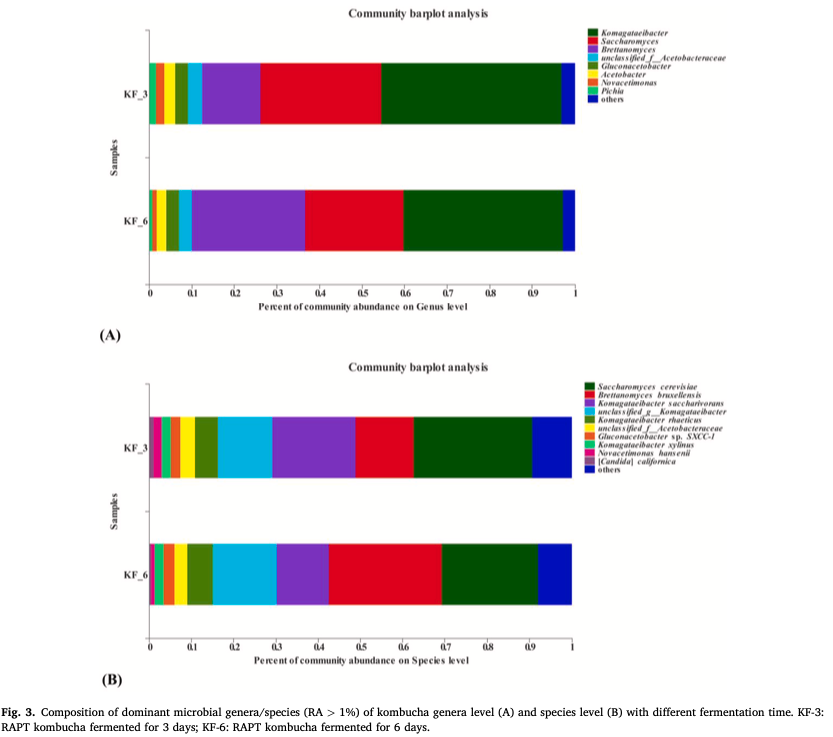 Community barplot analysis
Komagataeibacter
Saccharomyces
Brettanomyces
unclassified_f__Acetobacteraceae
Gluconacetobacter
Acetobacter
Novacetimonas
Pichia
others
KF_3
Samples
KF_6
0 0.1 0.2 0.3 0.4 0.5 0.6 0.7 0.8 0.9 1
Percent of community abundance on Genus level
(A)
Community barplot analysis
Saccharomyces cerevisiae
Brettanomyces bruxellensis
Komagataeibacter saccharivorans
unclassified_g__Komagataeibacter
Komagataeibacter rhaeticus
unclassified_f__Acetobacteraceae
Gluconacetobacter sp. SXCC-1
Komagataeibacter xylinus
Novacetimonas hansenii
[Candida] californica
others
KF_3
Samples
KF_6
0 0.1 0.2 0.3 0.4 0.5 0.6 0.7 0.8 0.9 1
Percent of community abundance on Species level
(B)
Fig. 3. Composition of dominant microbial genera/species (RA > 1%) of kombucha genera level (A) and species level (B) with different fermentation time. KF-3:
RAPT kombucha fermented for 3 days; KF-6: RAPT kombucha fermented for 6 days.